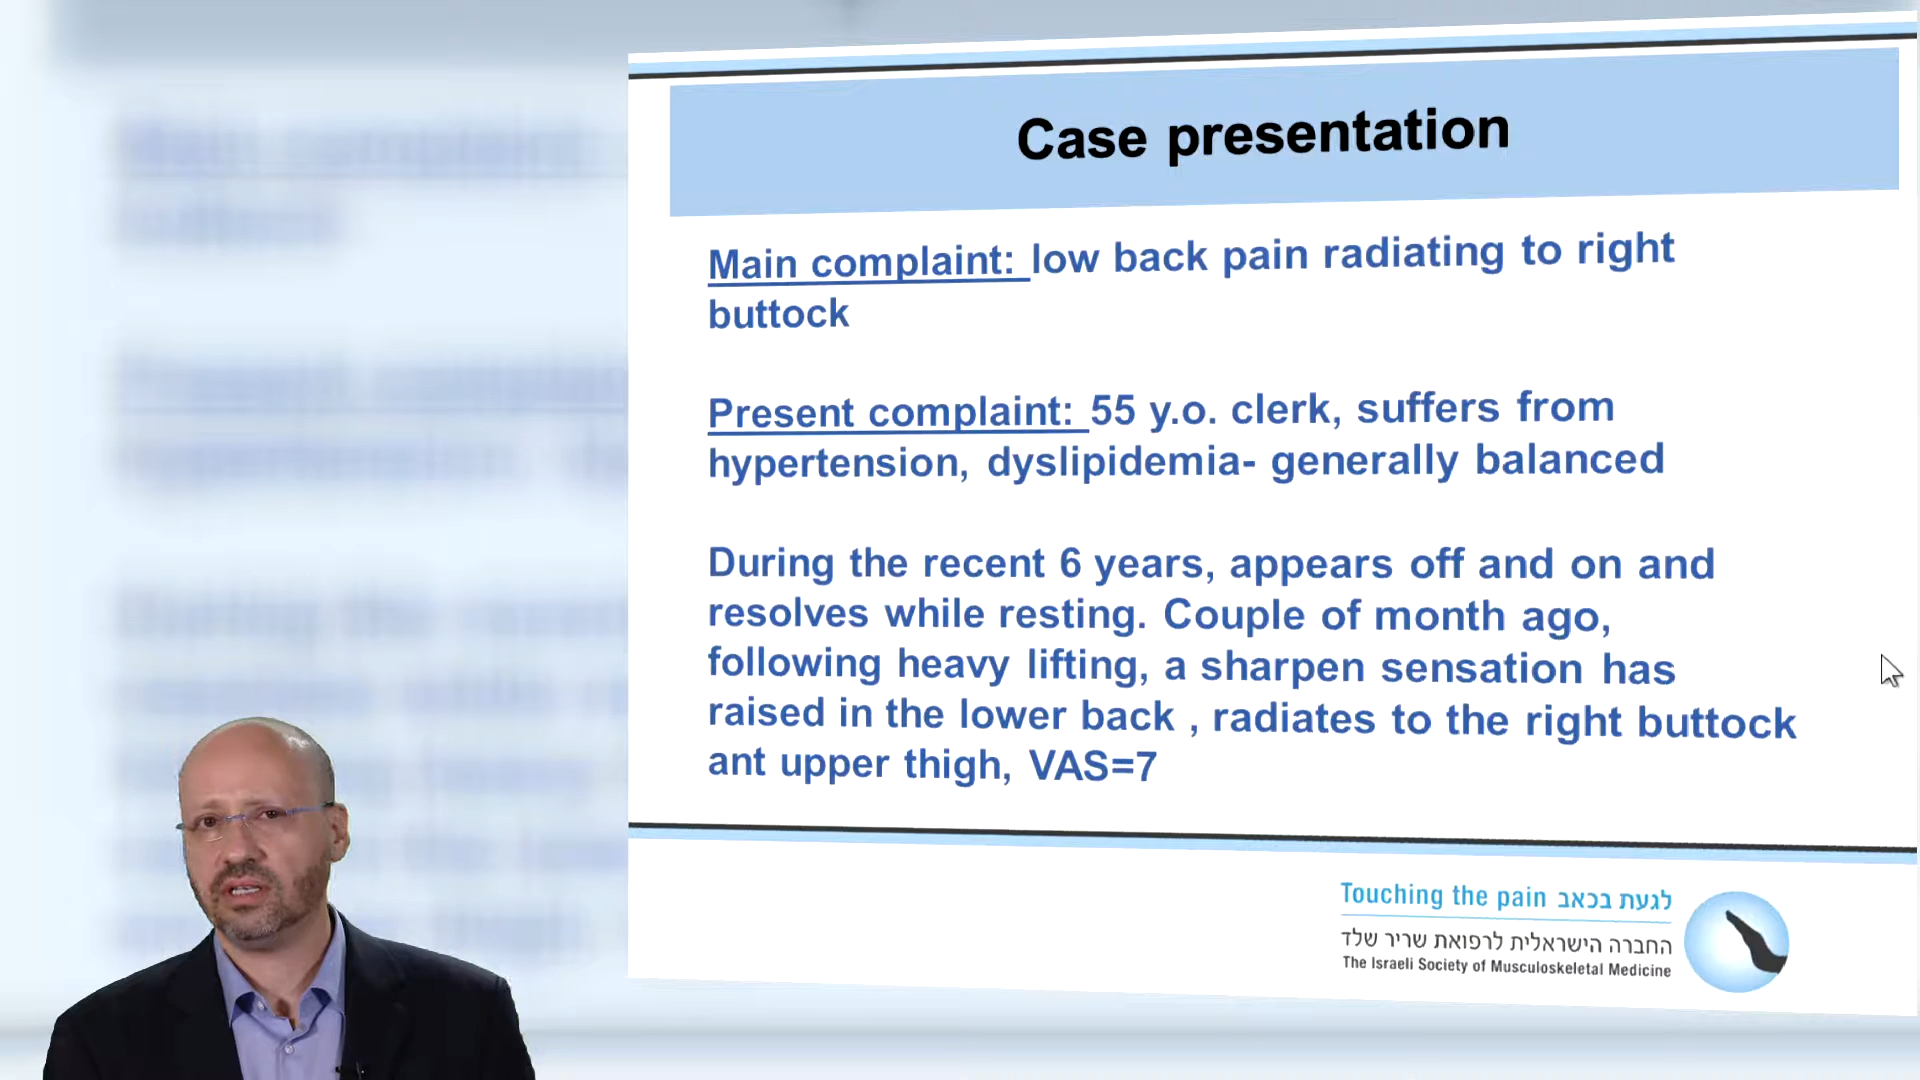 Case presentation
Main complaint: low back pain radiating to right
buttock
Present complaint: 55 y.o. clerk, suffers from
hypertension, dyslipidemia- generally balanced
During the recent 6 years, appears off and on and
resolves while resting. Couple of month ago,
following heavy lifting, a sharpen sensation has
raised in the lower back , radiates to the right buttock
ant upper thigh, VAS=7
Touching the pain לגעת בכאב
החברה הישראלית לרפואת שריר שלד
The Israeli Society of Musculoskeletal Medicine